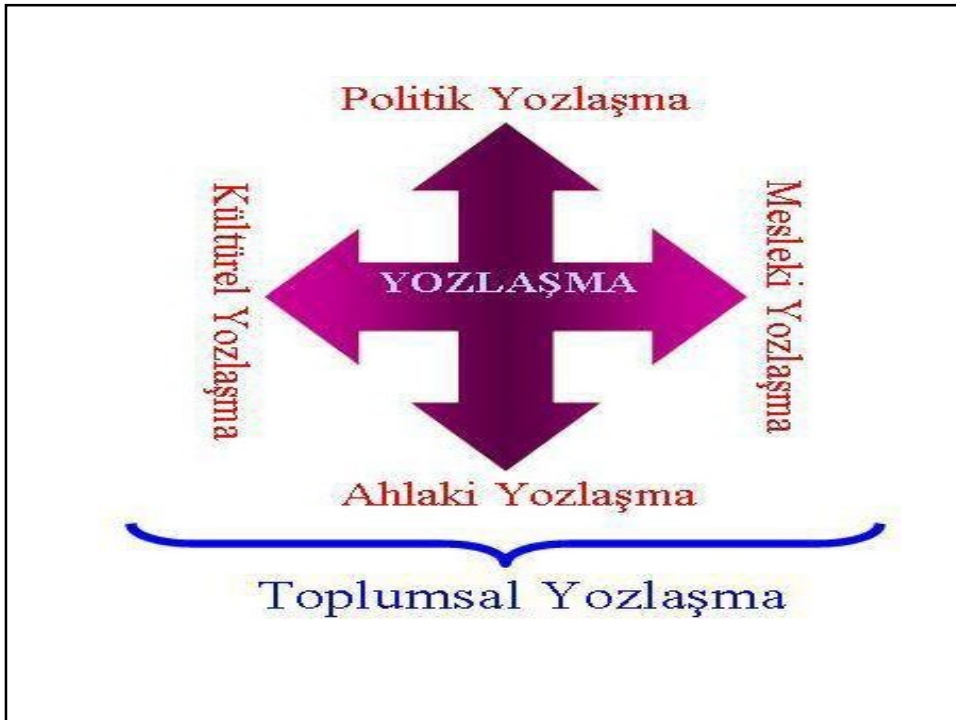 Politik Yozlaşma
Kültürel Yozlaşma
YOZLAŞMA
Mesleki Yozlaşma
Ahlaki Yozlaşma
Toplumsal Yozlaşma